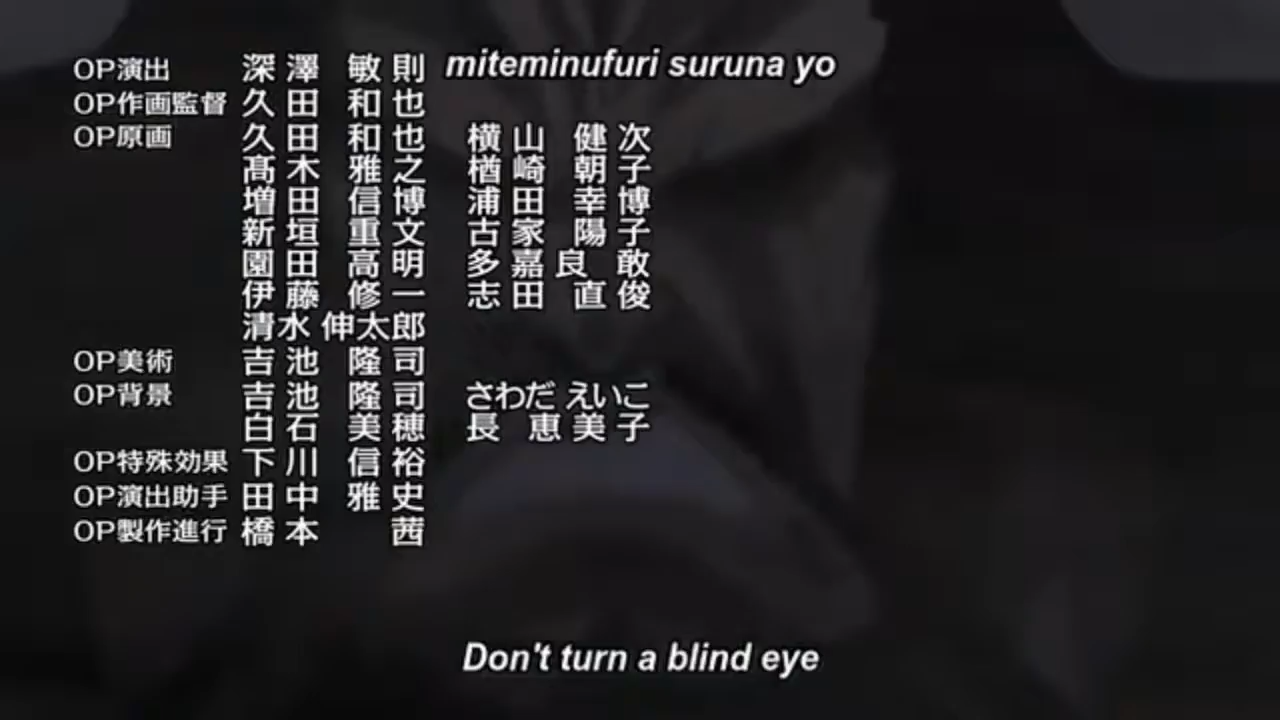 OP演出 深澤 敏則 miteminufuri suruna yo
OP作画監督 久田 和也
OP原画 久田 和也 横山 健次
髙木 雅之 楢崎 朝子
増田 信博 浦田 幸博
新垣 重文 古家 陽子
園田 高明 多嘉良 敢
伊藤 修一 志田 直俊
清水 伸太郎
OP美術 吉池 隆司
OP背景 吉池 隆司 さわだ えいこ
白石 美穂 長 恵美子
OP特殊効果 下川 信裕
OP演出助手 田中 雅史
OP製作進行 橋本 茜
Don't turn a blind eye